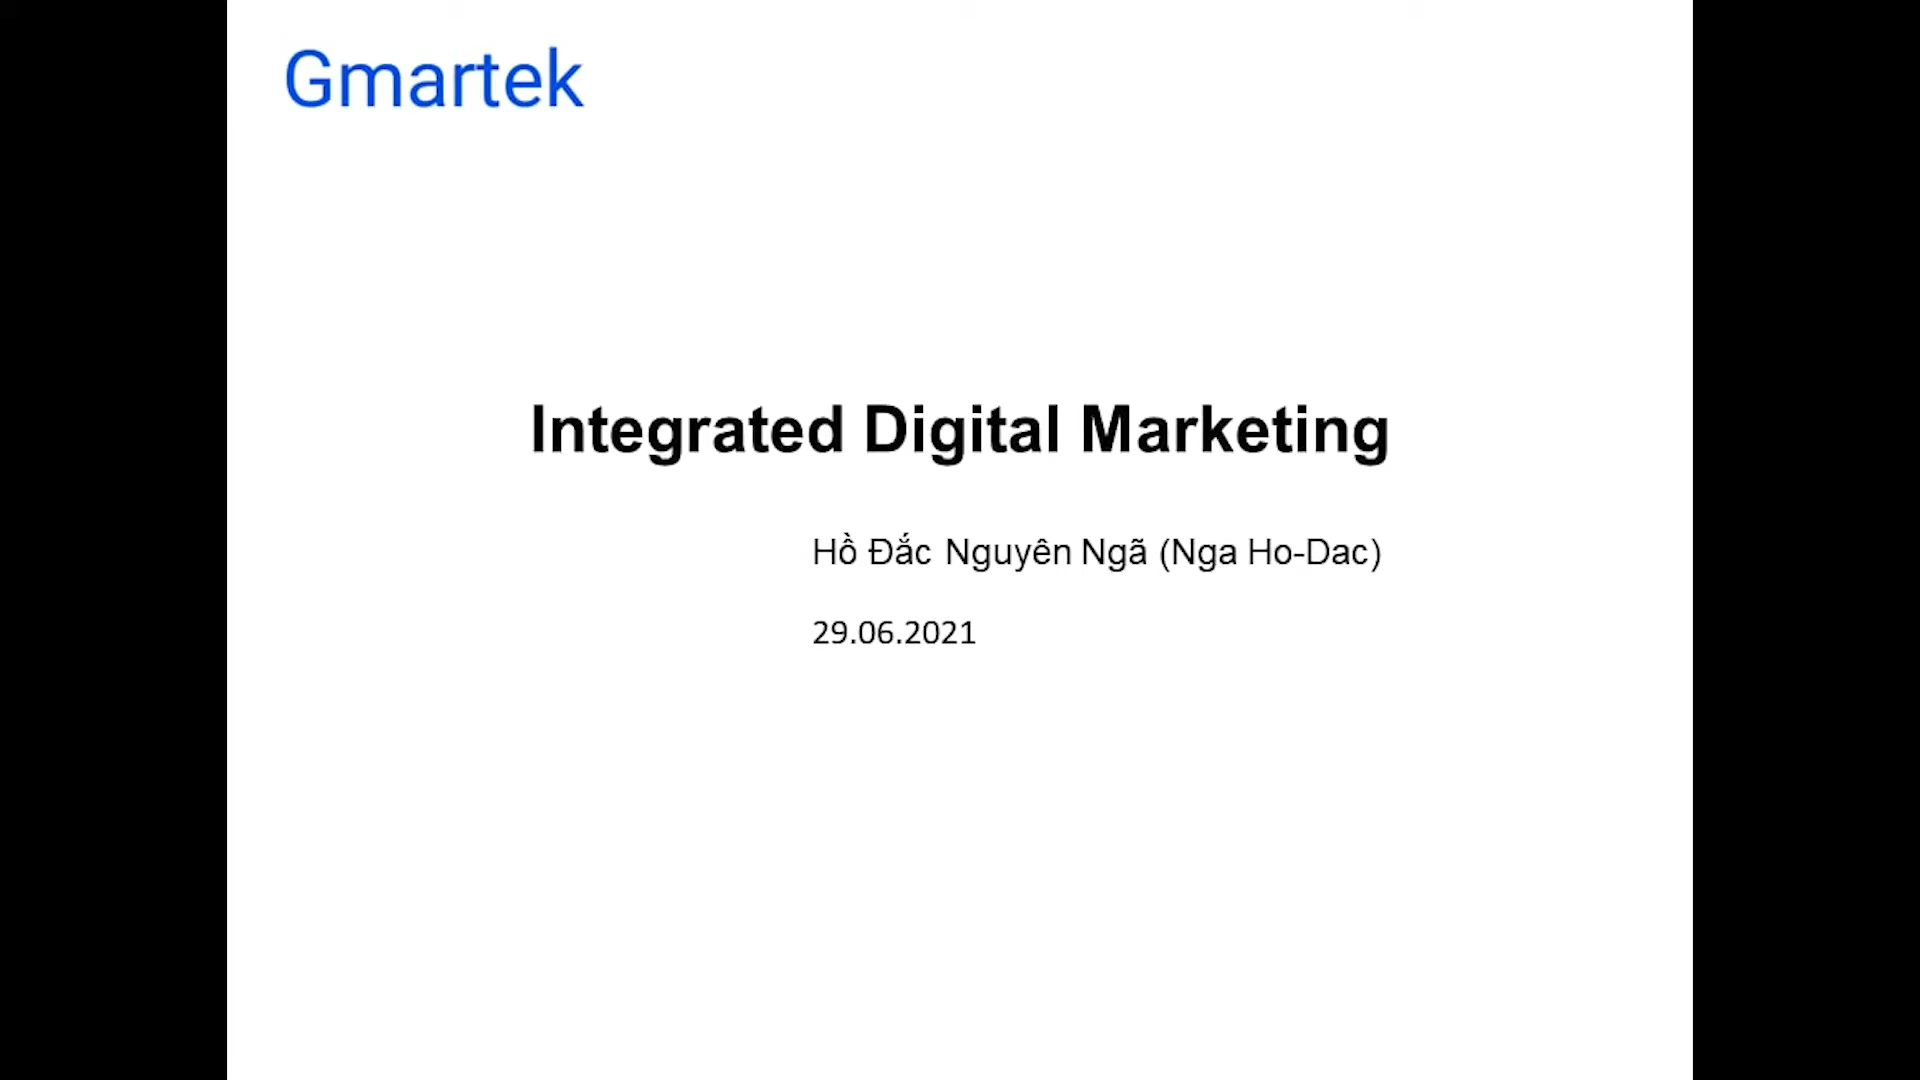 Gmartek
Integrated Digital Marketing
Hồ Đắc Nguyên Ngã (Nga Ho-Dac)
29.06.2021